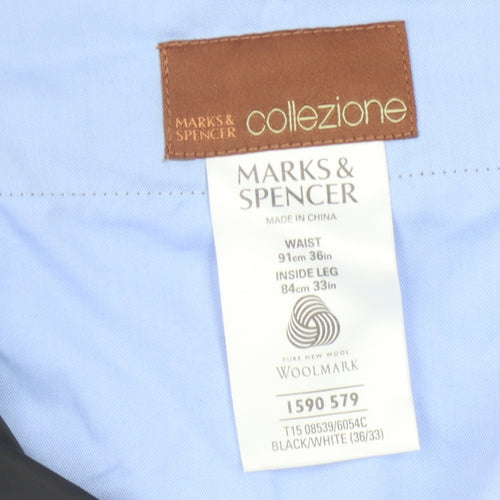 MARKS &
SPENCER collezione
MARKS &
SPENCER
MADE IN CHINA
WAIST
91cm 36in
INSIDE LEG
84cm 33in
PURE NEW WOOL
WOOLMARK
1590 579
T15 08539/6054C
BLACK/WHITE (36/33)